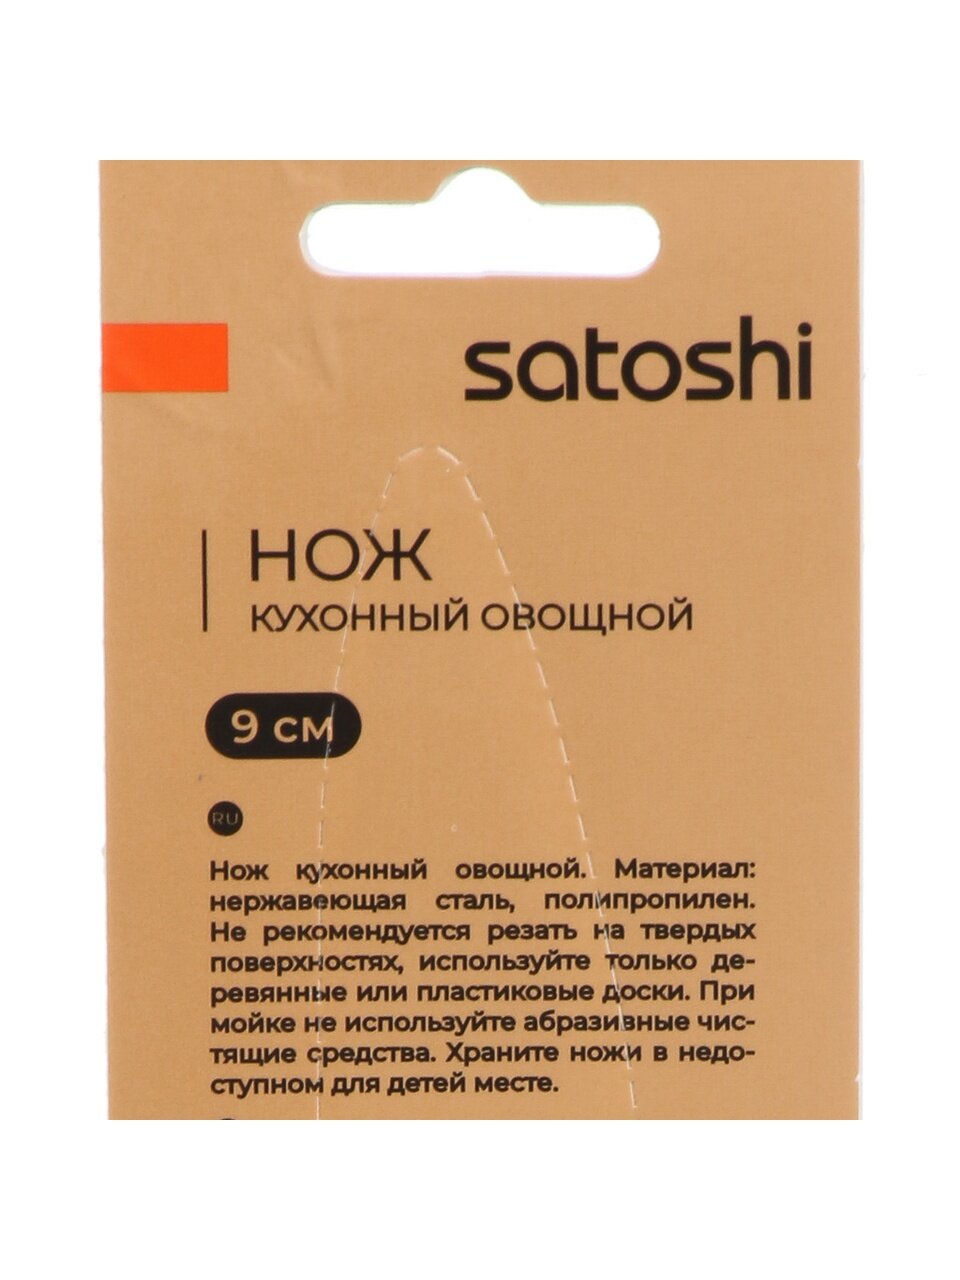 satoshi
НОЖ
КУХОННЫЙ ОВОЩНОЙ
9 см
RU
Нож кухонный овощной. Материал:
нержавеющая сталь, полипропилен.
Не рекомендуется резать на твердых
поверхностях, используйте только де-
ревянные или пластиковые доски. При
мойке не используйте абразивные чис-
тящие средства. Храните ножи в недо-
ступном для детей месте.